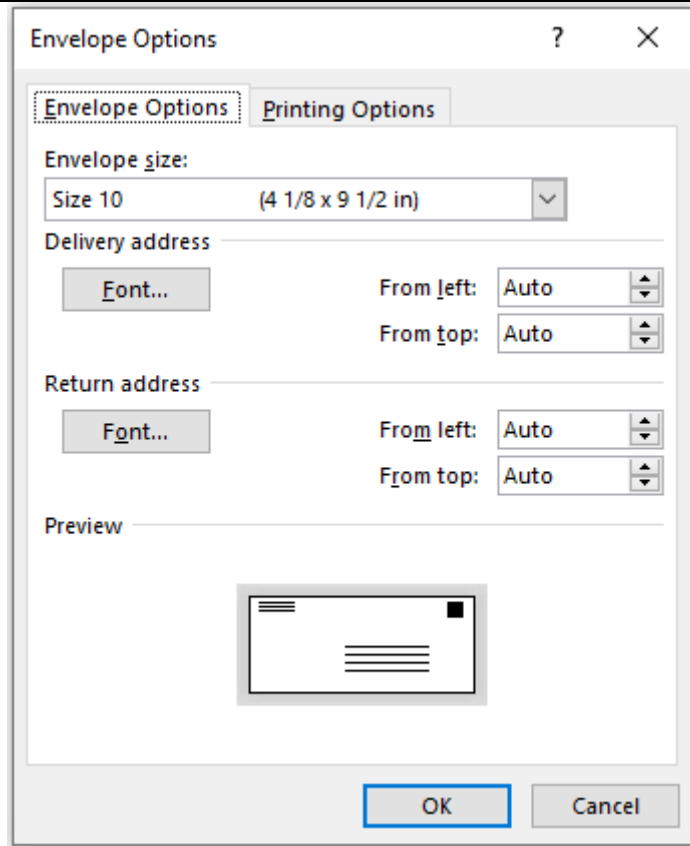 Envelope Options ?
Envelope Options Printing Options
Envelope size:
Size 10 (4 1/8 x 9 1/2 in)
Delivery address
Font... From left: Auto
From top: Auto
Return address
Font... From left: Auto
From top: Auto
Preview
OK Cancel